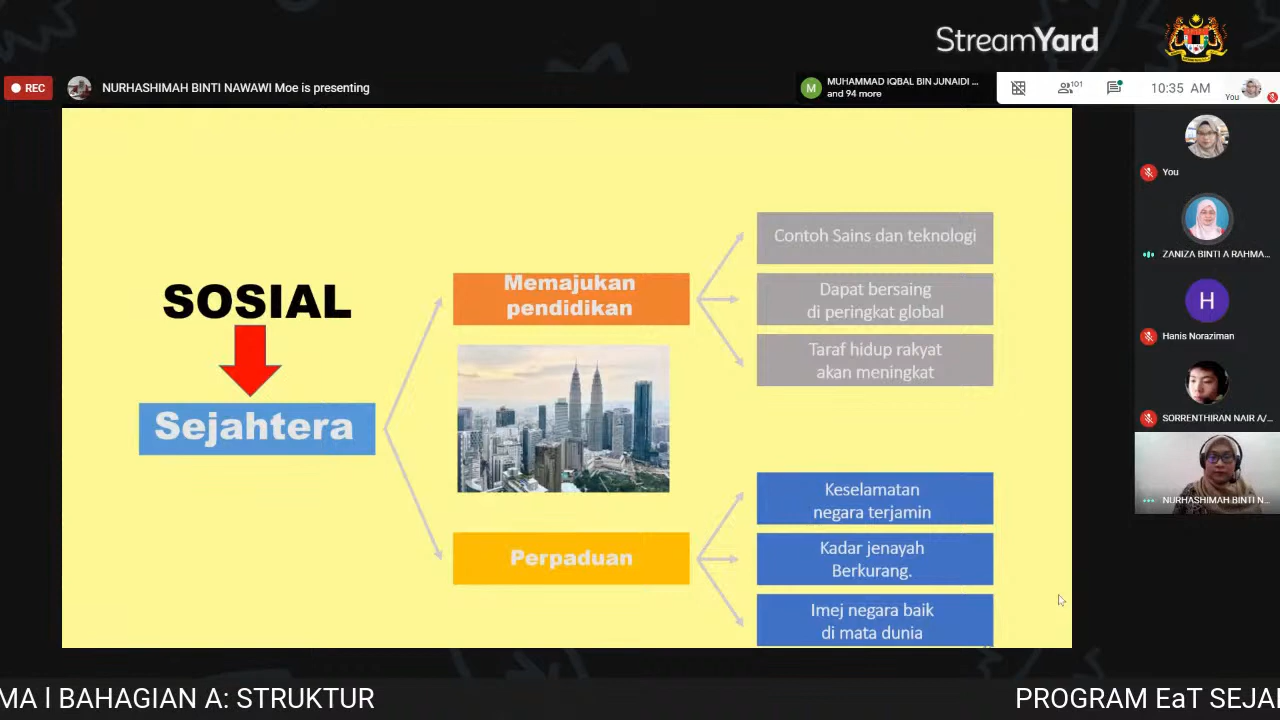 StreamYard
REC
NURHASHIMAH BINTI NAWAWI Moe is presenting
M
MUHAMMAD IQBAL BIN JUNAIDI ...
and 94 more
101
10:35 AM
You
You
ZANIZA BINTI A RAHMA...
H
Hanis Noraziman
SORRENTHIRAN NAIR A/...
NURHASHIMAH BINTI N...
SOSIAL
Sejahtera
Memajukan
pendidikan
Contoh Sains dan teknologi
Dapat bersaing
di peringkat global
Taraf hidup rakyat
akan meningkat
Perpaduan
Keselamatan
negara terjamin
Kadar jenayah
Berkurang.
Imej negara baik
di mata dunia
MA l BAHAGIAN A: STRUKTUR
PROGRAM EaT SEJA